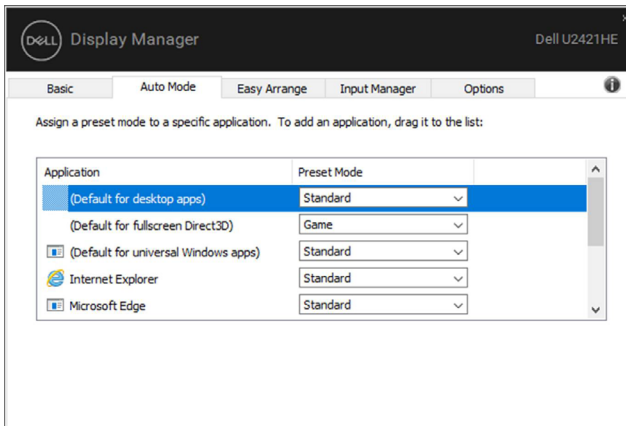 DELL Display Manager
Dell U2421HE
Basic Auto Mode Easy Arrange Input Manager Options
Assign a preset mode to a specific application. To add an application, drag it to the list:
Application Preset Mode
(Default for desktop apps) Standard
(Default for fullscreen Direct3D) Game
(Default for universal Windows apps) Standard
Internet Explorer Standard
Microsoft Edge Standard